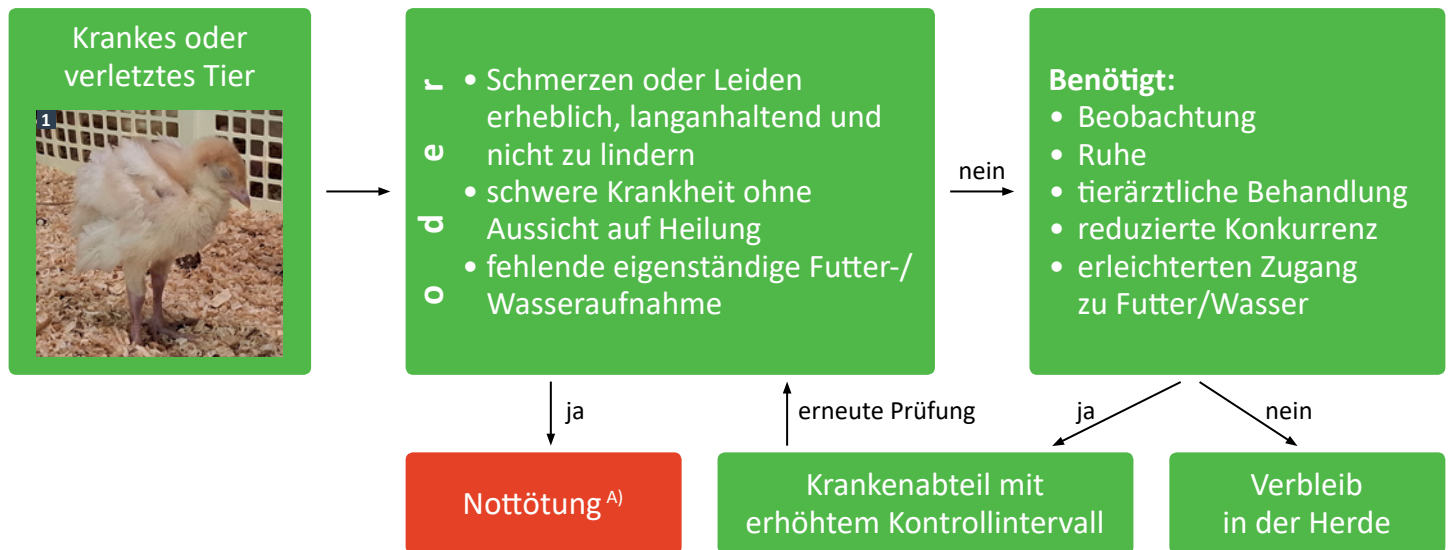 Krankes oder
verletztes Tier
1
oder
• Schmerzen oder Leiden
erheblich, langanhaltend und
nicht zu lindern
• schwere Krankheit ohne
Aussicht auf Heilung
• fehlende eigenständige Futter-/
Wasseraufnahme
nein
Benötigt:
• Beobachtung
• Ruhe
• tierärztliche Behandlung
• reduzierte Konkurrenz
• erleichterten Zugang
zu Futter/Wasser
ja
erneute Prüfung
ja
nein
Nottötung A)
Krankenabteil mit
erhöhtem Kontrollintervall
Verbleib
in der Herde